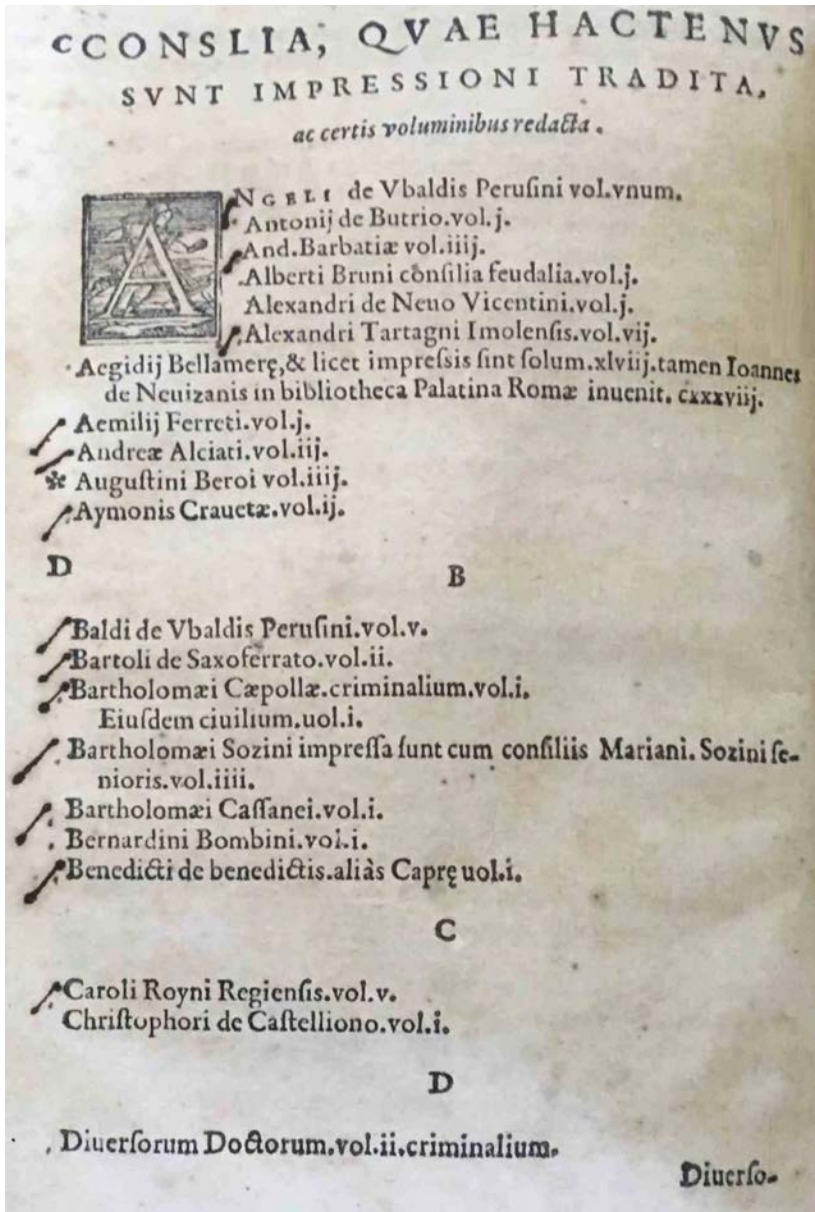 cCONSLIA, QVAE HACTENVS
SVNT IMPRESSIONI TRADITA,
ac certis voluminibus redacta.
ANGELI de Vbaldis Perusini vol.vnum.
Antonij de Butrio.vol.j.
And.Barbatiæ vol.iiij.
Alberti Bruni cõnsilia feudalia.vol.j.
Alexandri de Neuo Vicentini.vol.j.
Alexandri Tartagni Imolensis.vol.vij.
Aegidij Bellamerę,& licet impressis sint solum.xlviij.tamen Ioannes
de Neuizanis in bibliotheca Palatina Romæ inuenit. cxxxviij.
Aemilij Ferreti.vol.j.
Andreæ Alciati.vol.iij.
* Augustini Beroi vol.iiij.
Aymonis Crauetæ.vol.ij.
D
B
Baldi de Vbaldis Perusini.vol.v.
Bartoli de Saxoferrato.vol.ii.
Bartholomæi Cæpollæ.criminalium.vol.i.
Eiusdem ciuilium.uol.i.
Bartholomæi Sozini impressa sunt cum consiliis Mariani. Sozini se-
nioris.vol.iiii.
Bartholomæi Cassanei.vol.i.
Bernardini Bombini.vol.i.
Benedicti de benedictis.aliàs Caprę uol.i.
C
Caroli Royni Regiensis.vol.v.
Christophori de Castelliono.vol.i.
D
Diuersorum Doctorum.vol.ii.criminalium.
Diuerso-